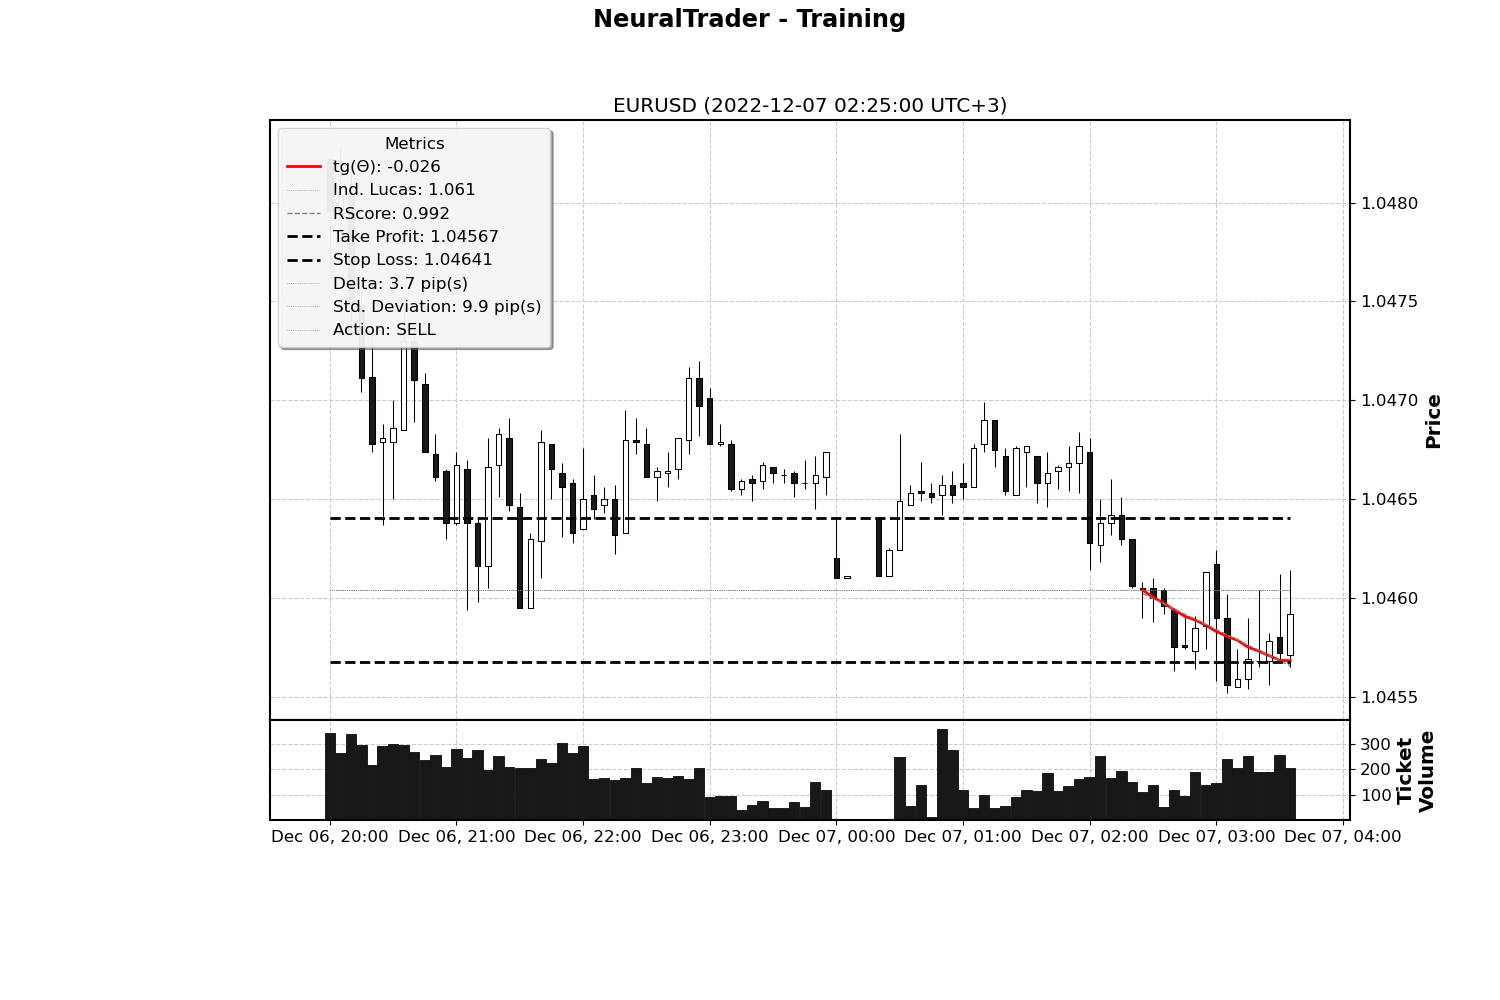 NeuralTrader - Training
EURUSD (2022-12-07 02:25:00 UTC+3)
Metrics
tg(Θ): -0.026
Ind. Lucas: 1.061
RScore: 0.992
Take Profit: 1.04567
Stop Loss: 1.04641
Delta: 3.7 pip(s)
Std. Deviation: 9.9 pip(s)
Action: SELL
1.0480
1.0475
1.0470
1.0465
1.0460
1.0455
Price
300
200
100
Ticket
Volume
Dec 06, 20:00 Dec 06, 21:00 Dec 06, 22:00 Dec 06, 23:00 Dec 07, 00:00 Dec 07, 01:00 Dec 07, 02:00 Dec 07, 03:00 Dec 07, 04:00